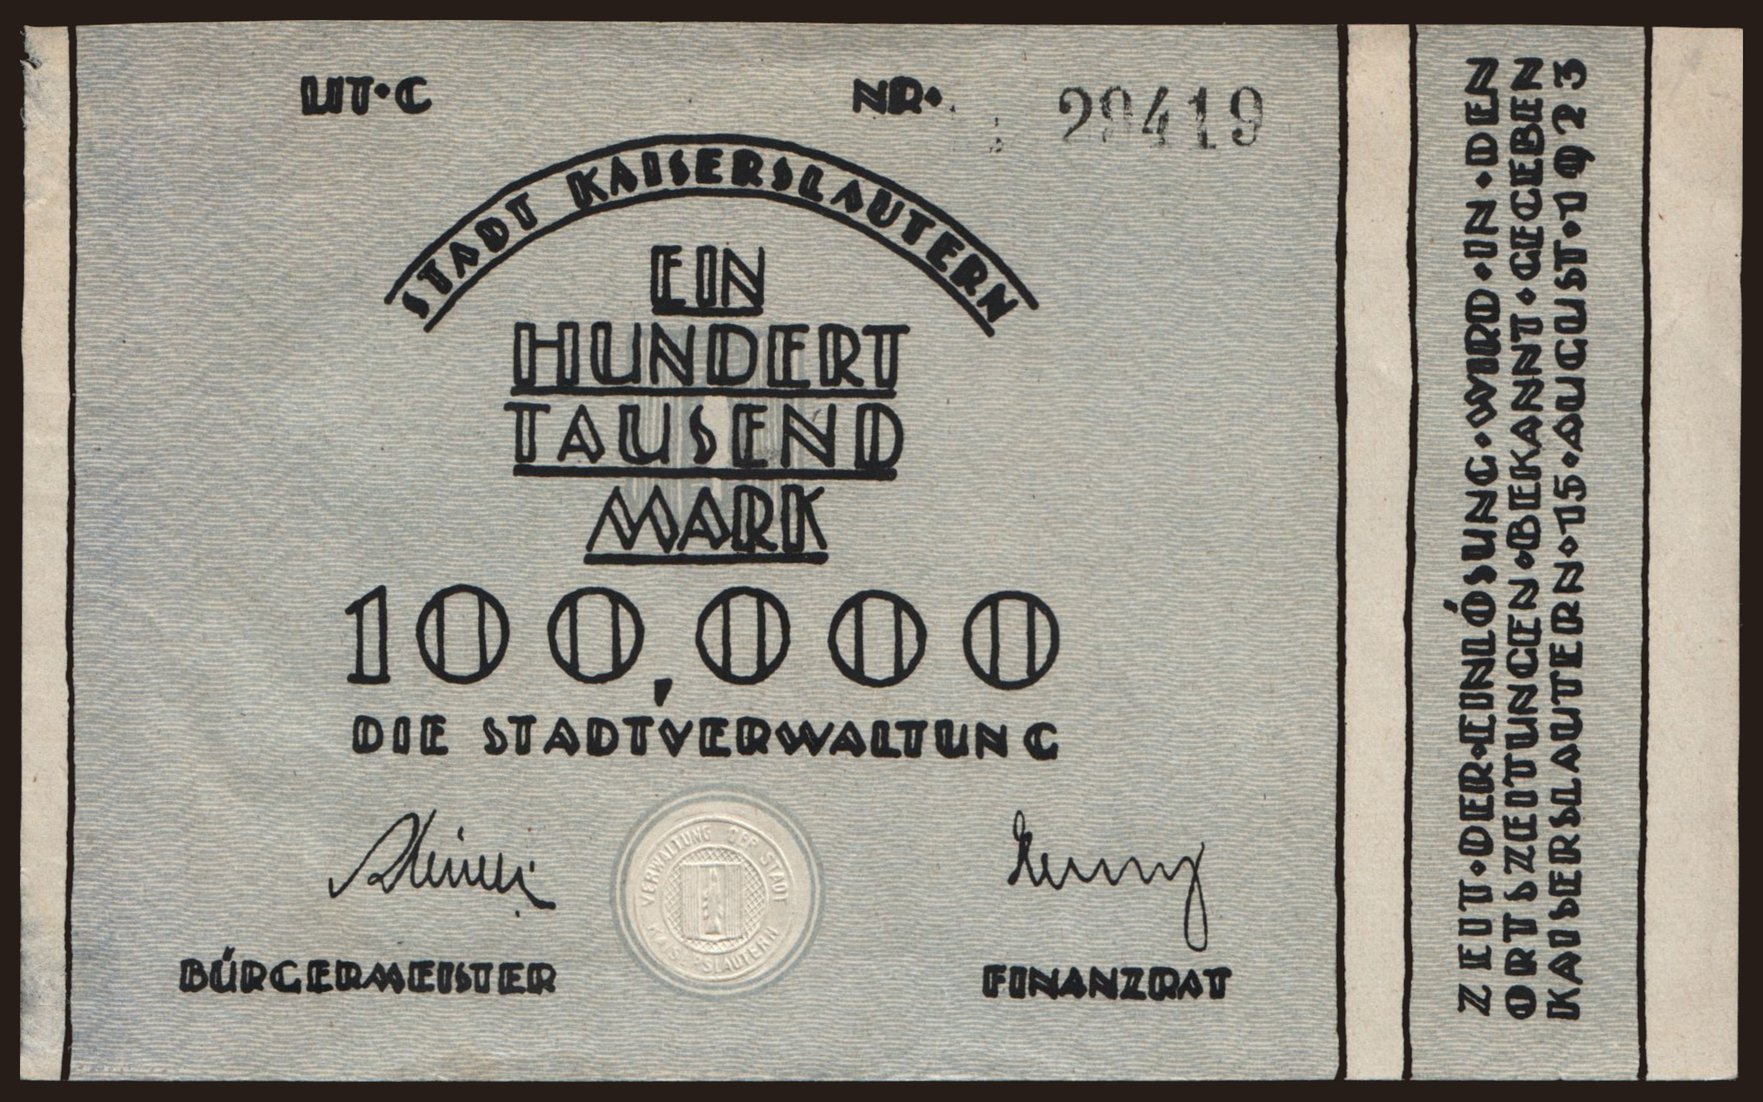 LIT·C
NR. 29419
STADT KAISERSLAUTERN
EIN
HUNDERT
TAUSEND
MARK
100,000
DIE STADTVERWALTUNG
BÜRGERMEISTER
FINANZRAT
VERWALTUNG DER STADT
KAISERSLAUTERN
ZEIT·DER·EINLÖSUNG·WIRD·IN·DEN
ORTSZEITUNGEN·BEKANNT·GEGEBEN
KAISERSLAUTERN·15·AUGUST·1923